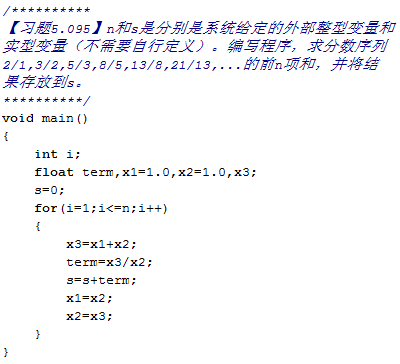 /**********
【习题5.095】n和s是分别是系统给定的外部整型变量和
实型变量（不需要自行定义）。编写程序，求分数序列
2/1,3/2,5/3,8/5,13/8,21/13,...的前n项和，并将结
果存放到s。
**********/
void main()
{
    int i;
    float term,x1=1.0,x2=1.0,x3;
    s=0;
    for(i=1;i<=n;i++)
    {
        x3=x1+x2;
        term=x3/x2;
        s=s+term;
        x1=x2;
        x2=x3;
    }
}